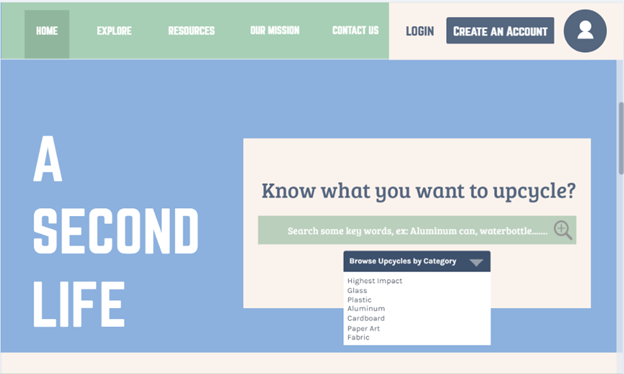 HOME EXPLORE RESOURCES OUR MISSION CONTACT US LOGIN CREATE AN ACCOUNT
A
SECOND
LIFE
Know what you want to upcycle?
Search some key words, ex: Aluminum can, waterbottle......
Browse Upcycles by Category
Highest Impact
Glass
Plastic
Aluminum
Cardboard
Paper Art
Fabric